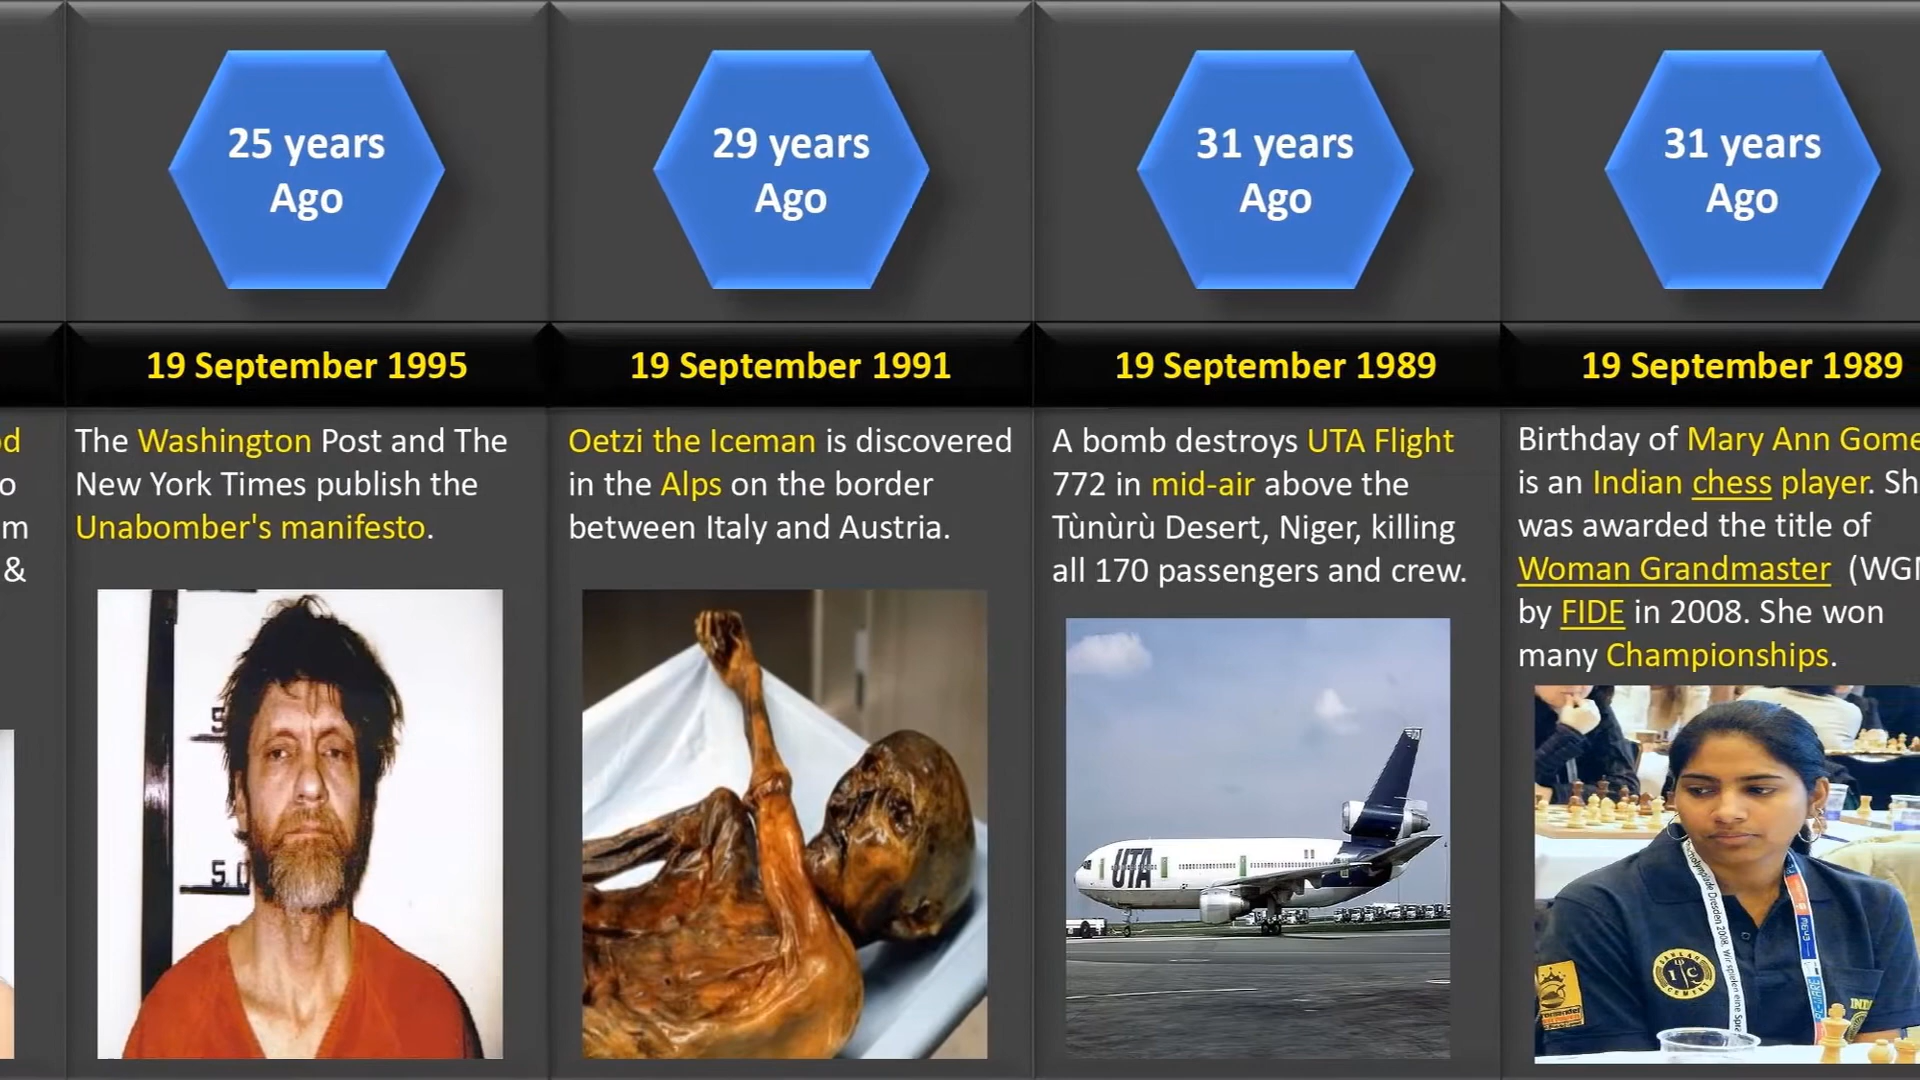 25 years
Ago
29 years
Ago
31 years
Ago
31 years
Ago
19 September 1995
19 September 1991
19 September 1989
19 September 1989
&
The Washington Post and The
New York Times publish the
Unabomber's manifesto.
Oetzi the Iceman is discovered
in the Alps on the border
between Italy and Austria.
A bomb destroys UTA Flight
772 in mid-air above the
Tùnùrù Desert, Niger, killing
all 170 passengers and crew.
Birthday of Mary Ann Gome
is an Indian chess player. Sh
was awarded the title of
Woman Grandmaster (WGM
by FIDE in 2008. She won
many Championships.
UTA